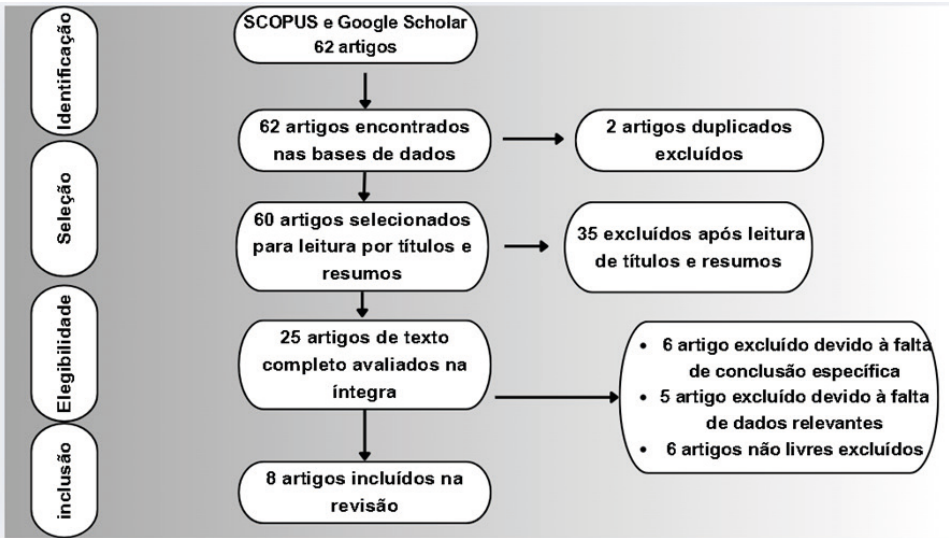 Identificação
SCOPUS e Google Scholar
62 artigos
62 artigos encontrados
nas bases de dados
2 artigos duplicados
excluídos
Seleção
60 artigos selecionados
para leitura por títulos e
resumos
35 excluídos após leitura
de títulos e resumos
Elegibilidade
25 artigos de texto
completo avaliados na
íntegra
• 6 artigo excluído devido à falta
de conclusão específica
• 5 artigo excluído devido à falta
de dados relevantes
• 6 artigos não livres excluídos
inclusão
8 artigos incluídos na
revisão